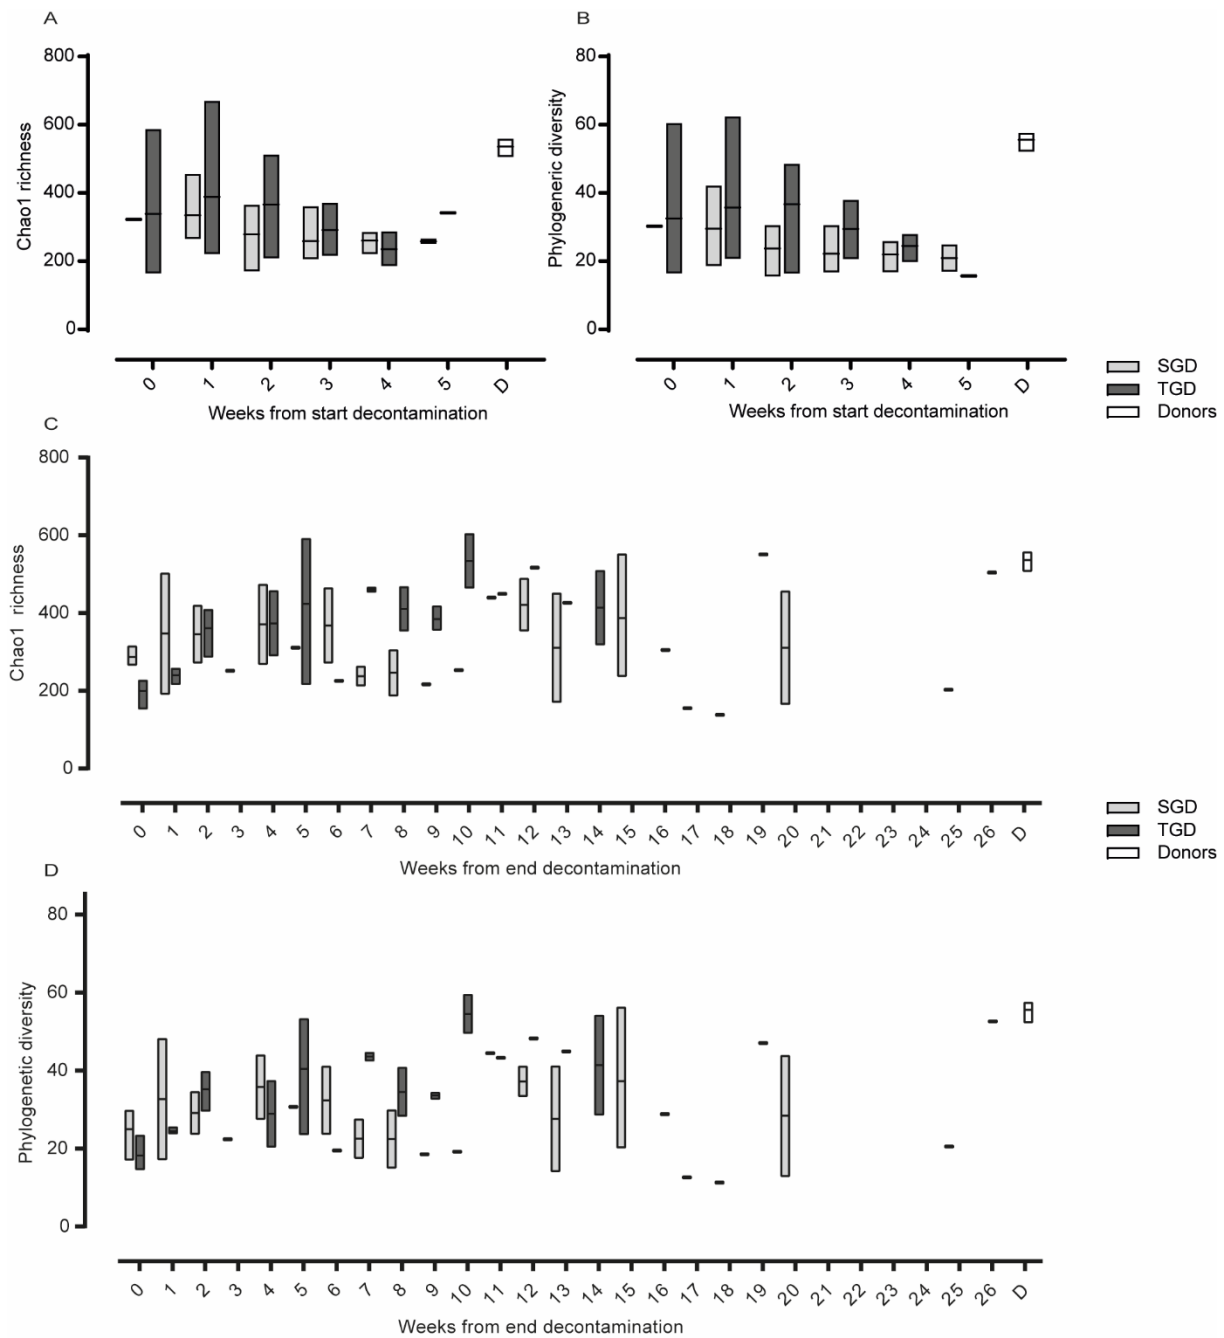 A
800
600
400
200
0
Chao1 richness
0 1 2 3 4 5 D
Weeks from start decontamination
B
80
60
40
20
0
Phylogeneric diversity
0 1 2 3 4 5 D
Weeks from start decontamination
SGD
TGD
Donors
C
800
600
400
200
0
Chao1 richness
0 1 2 3 4 5 6 7 8 9 10 11 12 13 14 15 16 17 18 19 20 21 22 23 24 25 26 D
Weeks from end decontamination
SGD
TGD
Donors
D
80
60
40
20
0
Phylogenetic diversity
0 1 2 3 4 5 6 7 8 9 10 11 12 13 14 15 16 17 18 19 20 21 22 23 24 25 26 D
Weeks from end decontamination